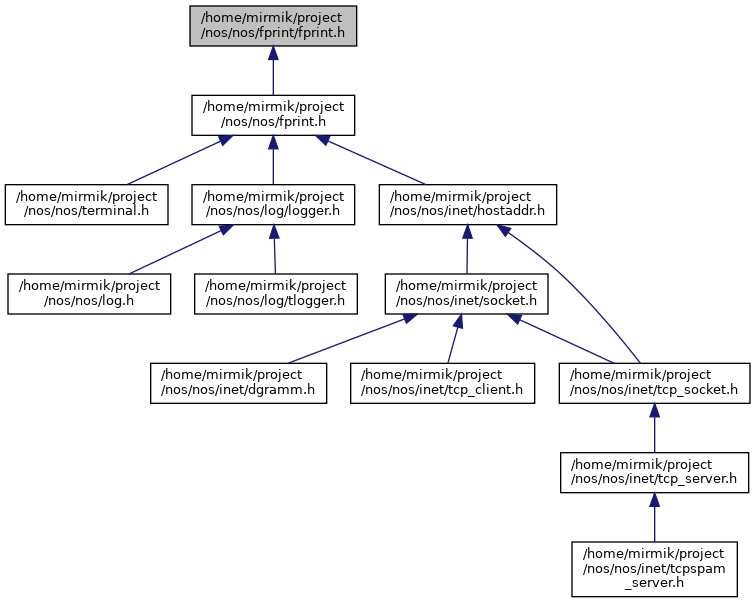 /home/mirmik/project
/nos/nos/fprint/fprint.h
/home/mirmik/project
/nos/nos/fprint.h
/home/mirmik/project
/nos/nos/terminal.h
/home/mirmik/project
/nos/nos/log/logger.h
/home/mirmik/project
/nos/nos/inet/hostaddr.h
/home/mirmik/project
/nos/nos/log.h
/home/mirmik/project
/nos/nos/log/tlogger.h
/home/mirmik/project
/nos/nos/inet/socket.h
/home/mirmik/project
/nos/nos/inet/dgramm.h
/home/mirmik/project
/nos/nos/inet/tcp_client.h
/home/mirmik/project
/nos/nos/inet/tcp_socket.h
/home/mirmik/project
/nos/nos/inet/tcp_server.h
/home/mirmik/project
/nos/nos/inet/tcpspam
_server.h